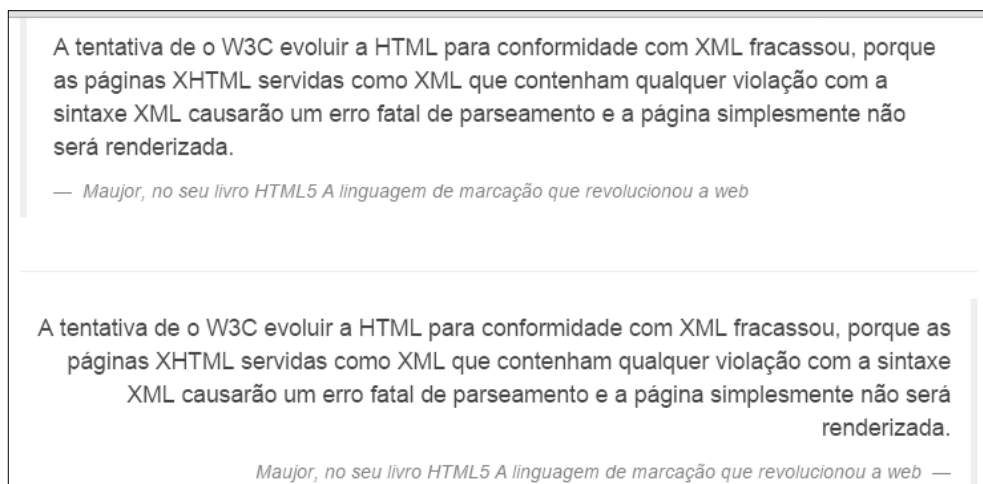 A tentativa de o W3C evoluir a HTML para conformidade com XML fracassou, porque
as páginas XHTML servidas como XML que contenham qualquer violação com a
sintaxe XML causarão um erro fatal de parseamento e a página simplesmente não
será renderizada.
— Maujor, no seu livro HTML5 A linguagem de marcação que revolucionou a web
A tentativa de o W3C evoluir a HTML para conformidade com XML fracassou, porque as
páginas XHTML servidas como XML que contenham qualquer violação com a sintaxe
XML causarão um erro fatal de parseamento e a página simplesmente não será
renderizada.
Maujor, no seu livro HTML5 A linguagem de marcação que revolucionou a web —